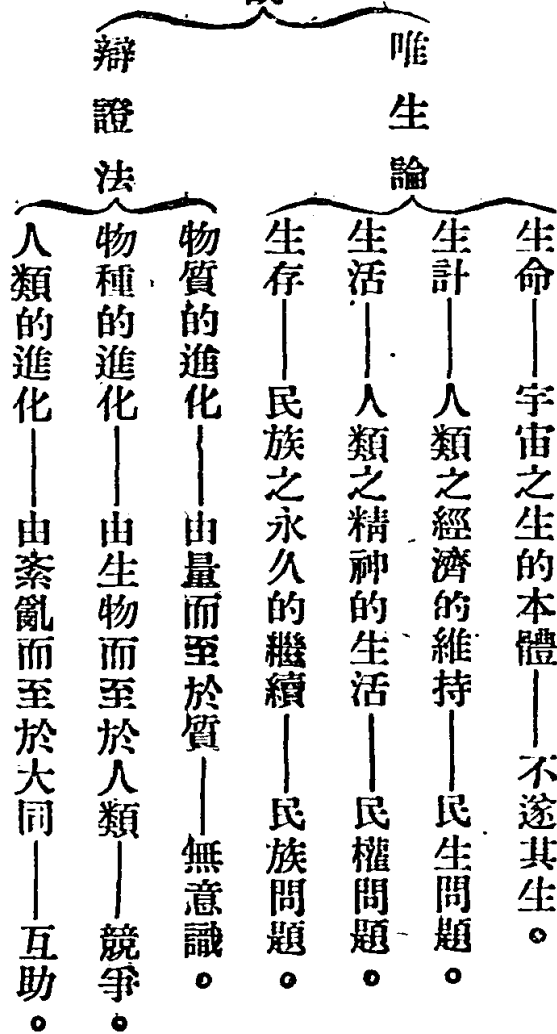 唯生論
生命——宇宙之生的本體——不遂其生。
生計——人類之經濟的維持——民生問題。
生活——人類之精神的生活——民權問題。
生存——民族之永久的繼續——民族問題。
辯證法
物質的進化——由量而至於質——無意識。
物種的進化——由生物而至於人類——競爭。
人類的進化——由紊亂而至於大同——互助。